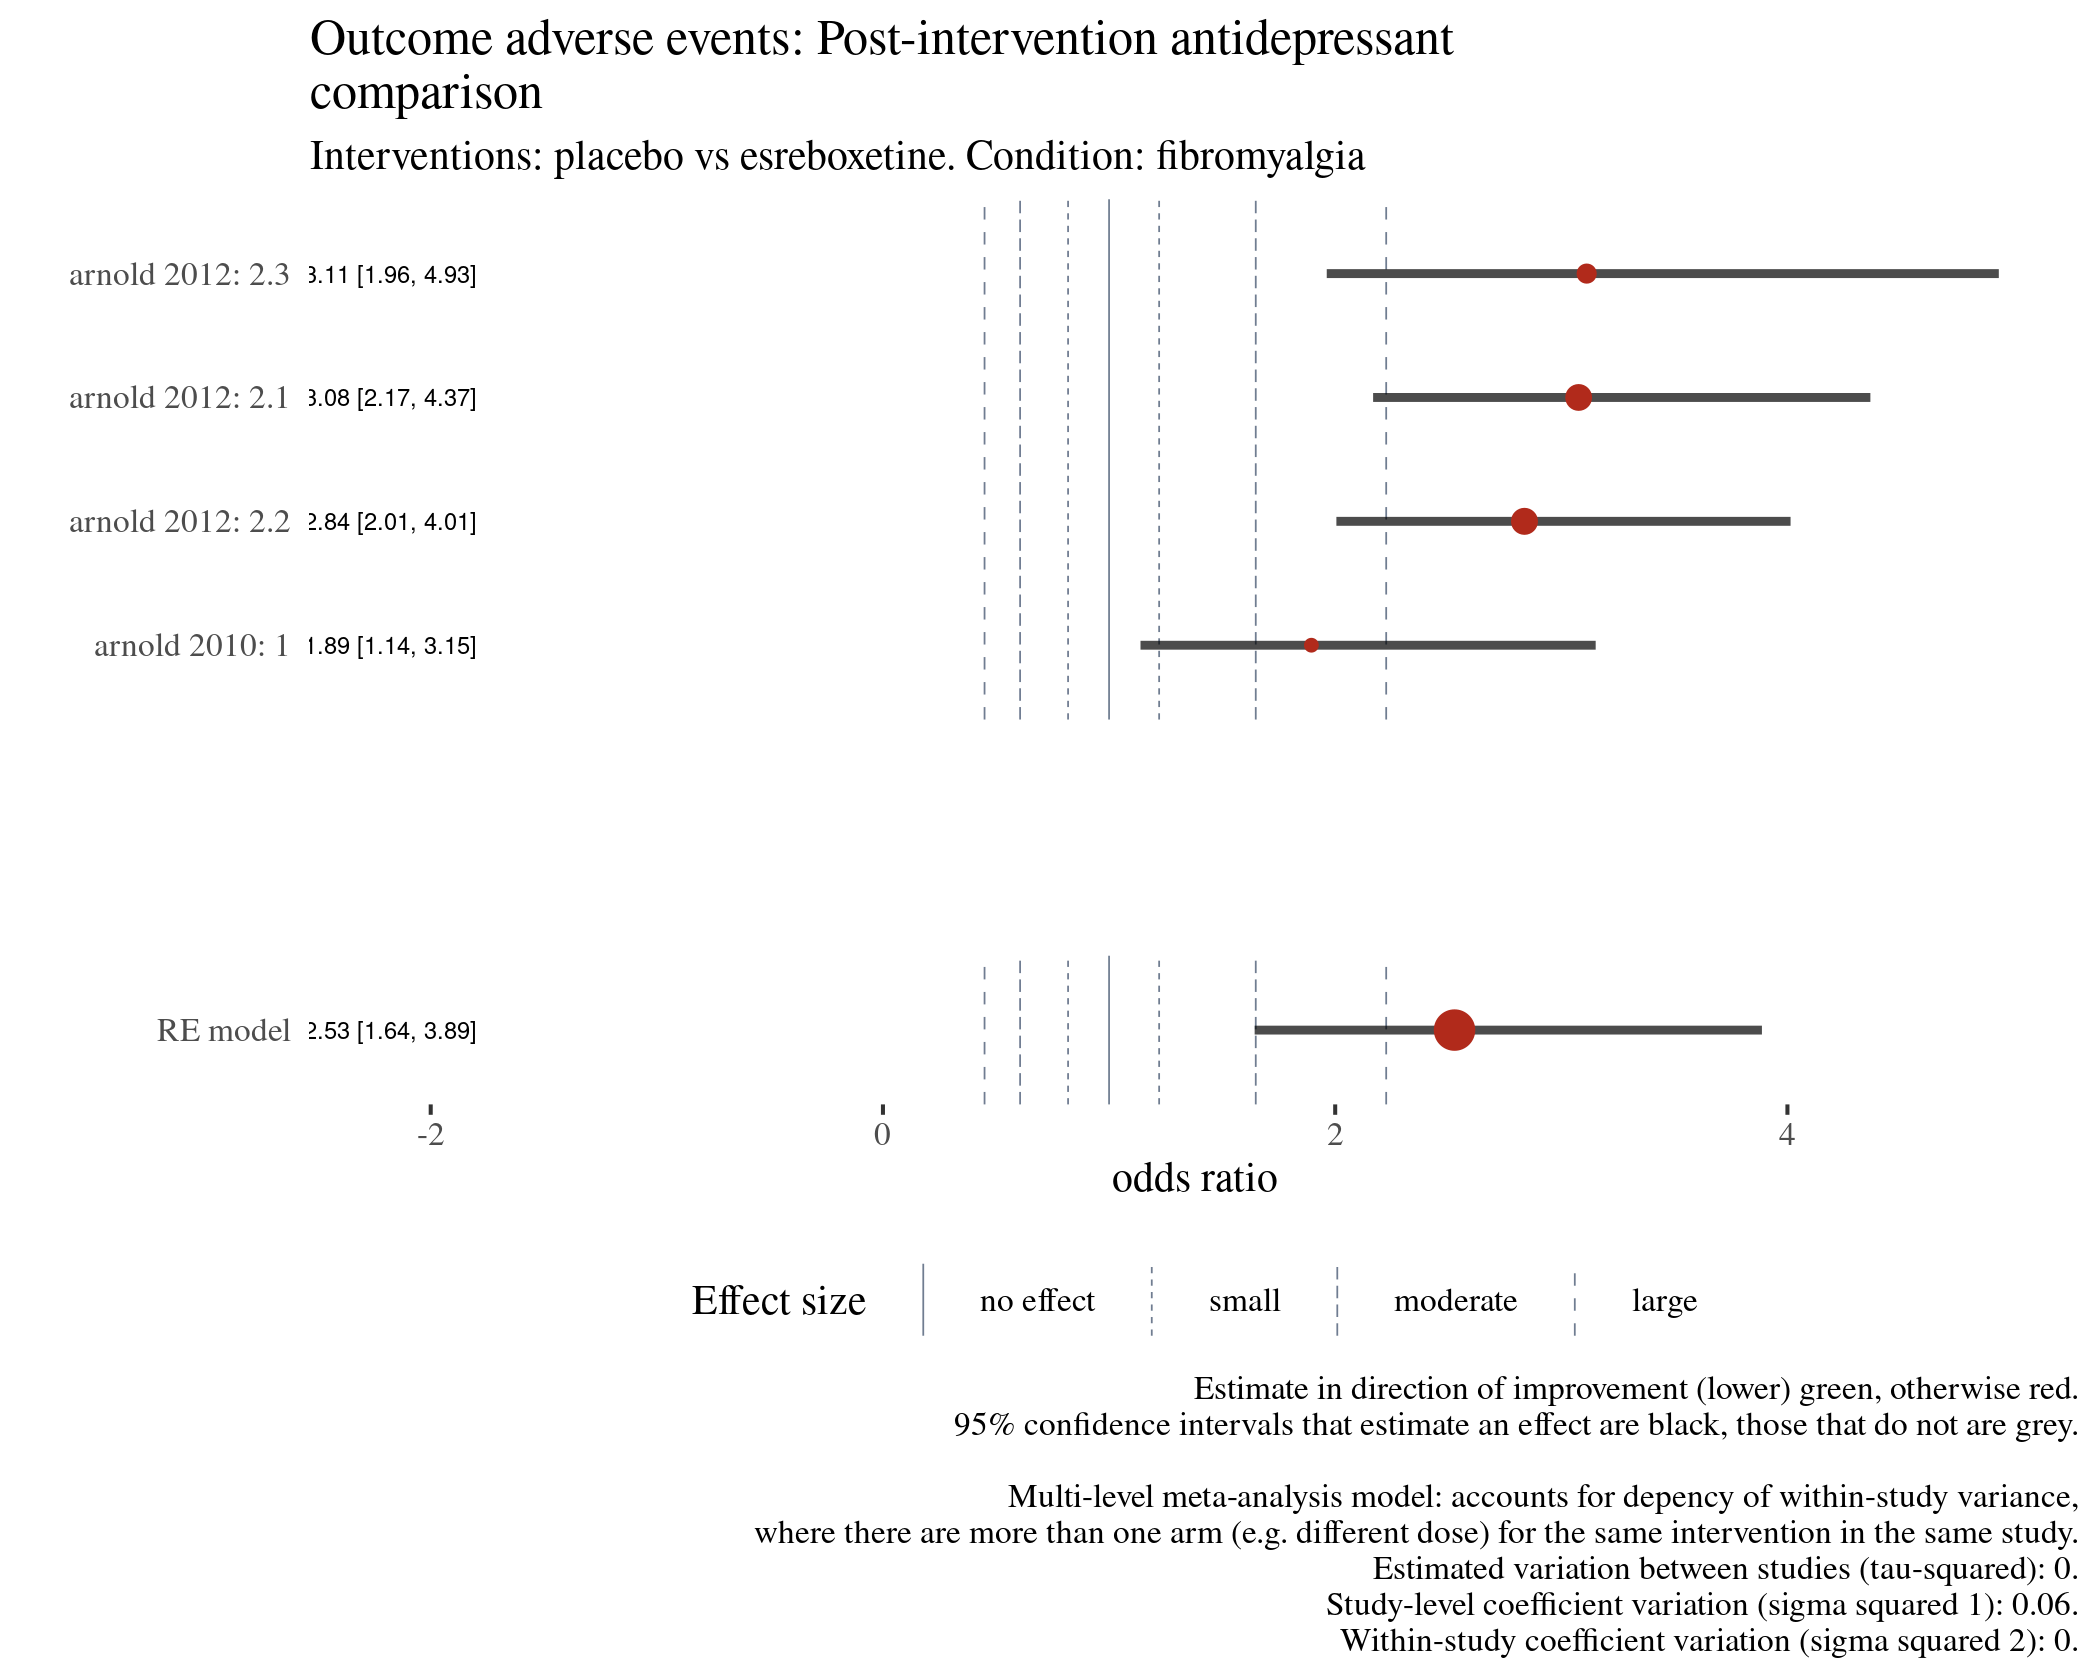 Outcome adverse events: Post-intervention antidepressant
comparison
Interventions: placebo vs esreboxetine. Condition: fibromyalgia
arnold 2012: 2.3 3.11 [1.96, 4.93]
arnold 2012: 2.1 3.08 [2.17, 4.37]
arnold 2012: 2.2 2.84 [2.01, 4.01]
arnold 2010: 1 1.89 [1.14, 3.15]
RE model 2.53 [1.64, 3.89]
-2 0 2 4
odds ratio
Effect size no effect small moderate large
Estimate in direction of improvement (lower) green, otherwise red.
95% confidence intervals that estimate an effect are black, those that do not are grey.
Multi-level meta-analysis model: accounts for depency of within-study variance,
where there are more than one arm (e.g. different dose) for the same intervention in the same study.
Estimated variation between studies (tau-squared): 0.
Study-level coefficient variation (sigma squared 1): 0.06.
Within-study coefficient variation (sigma squared 2): 0.